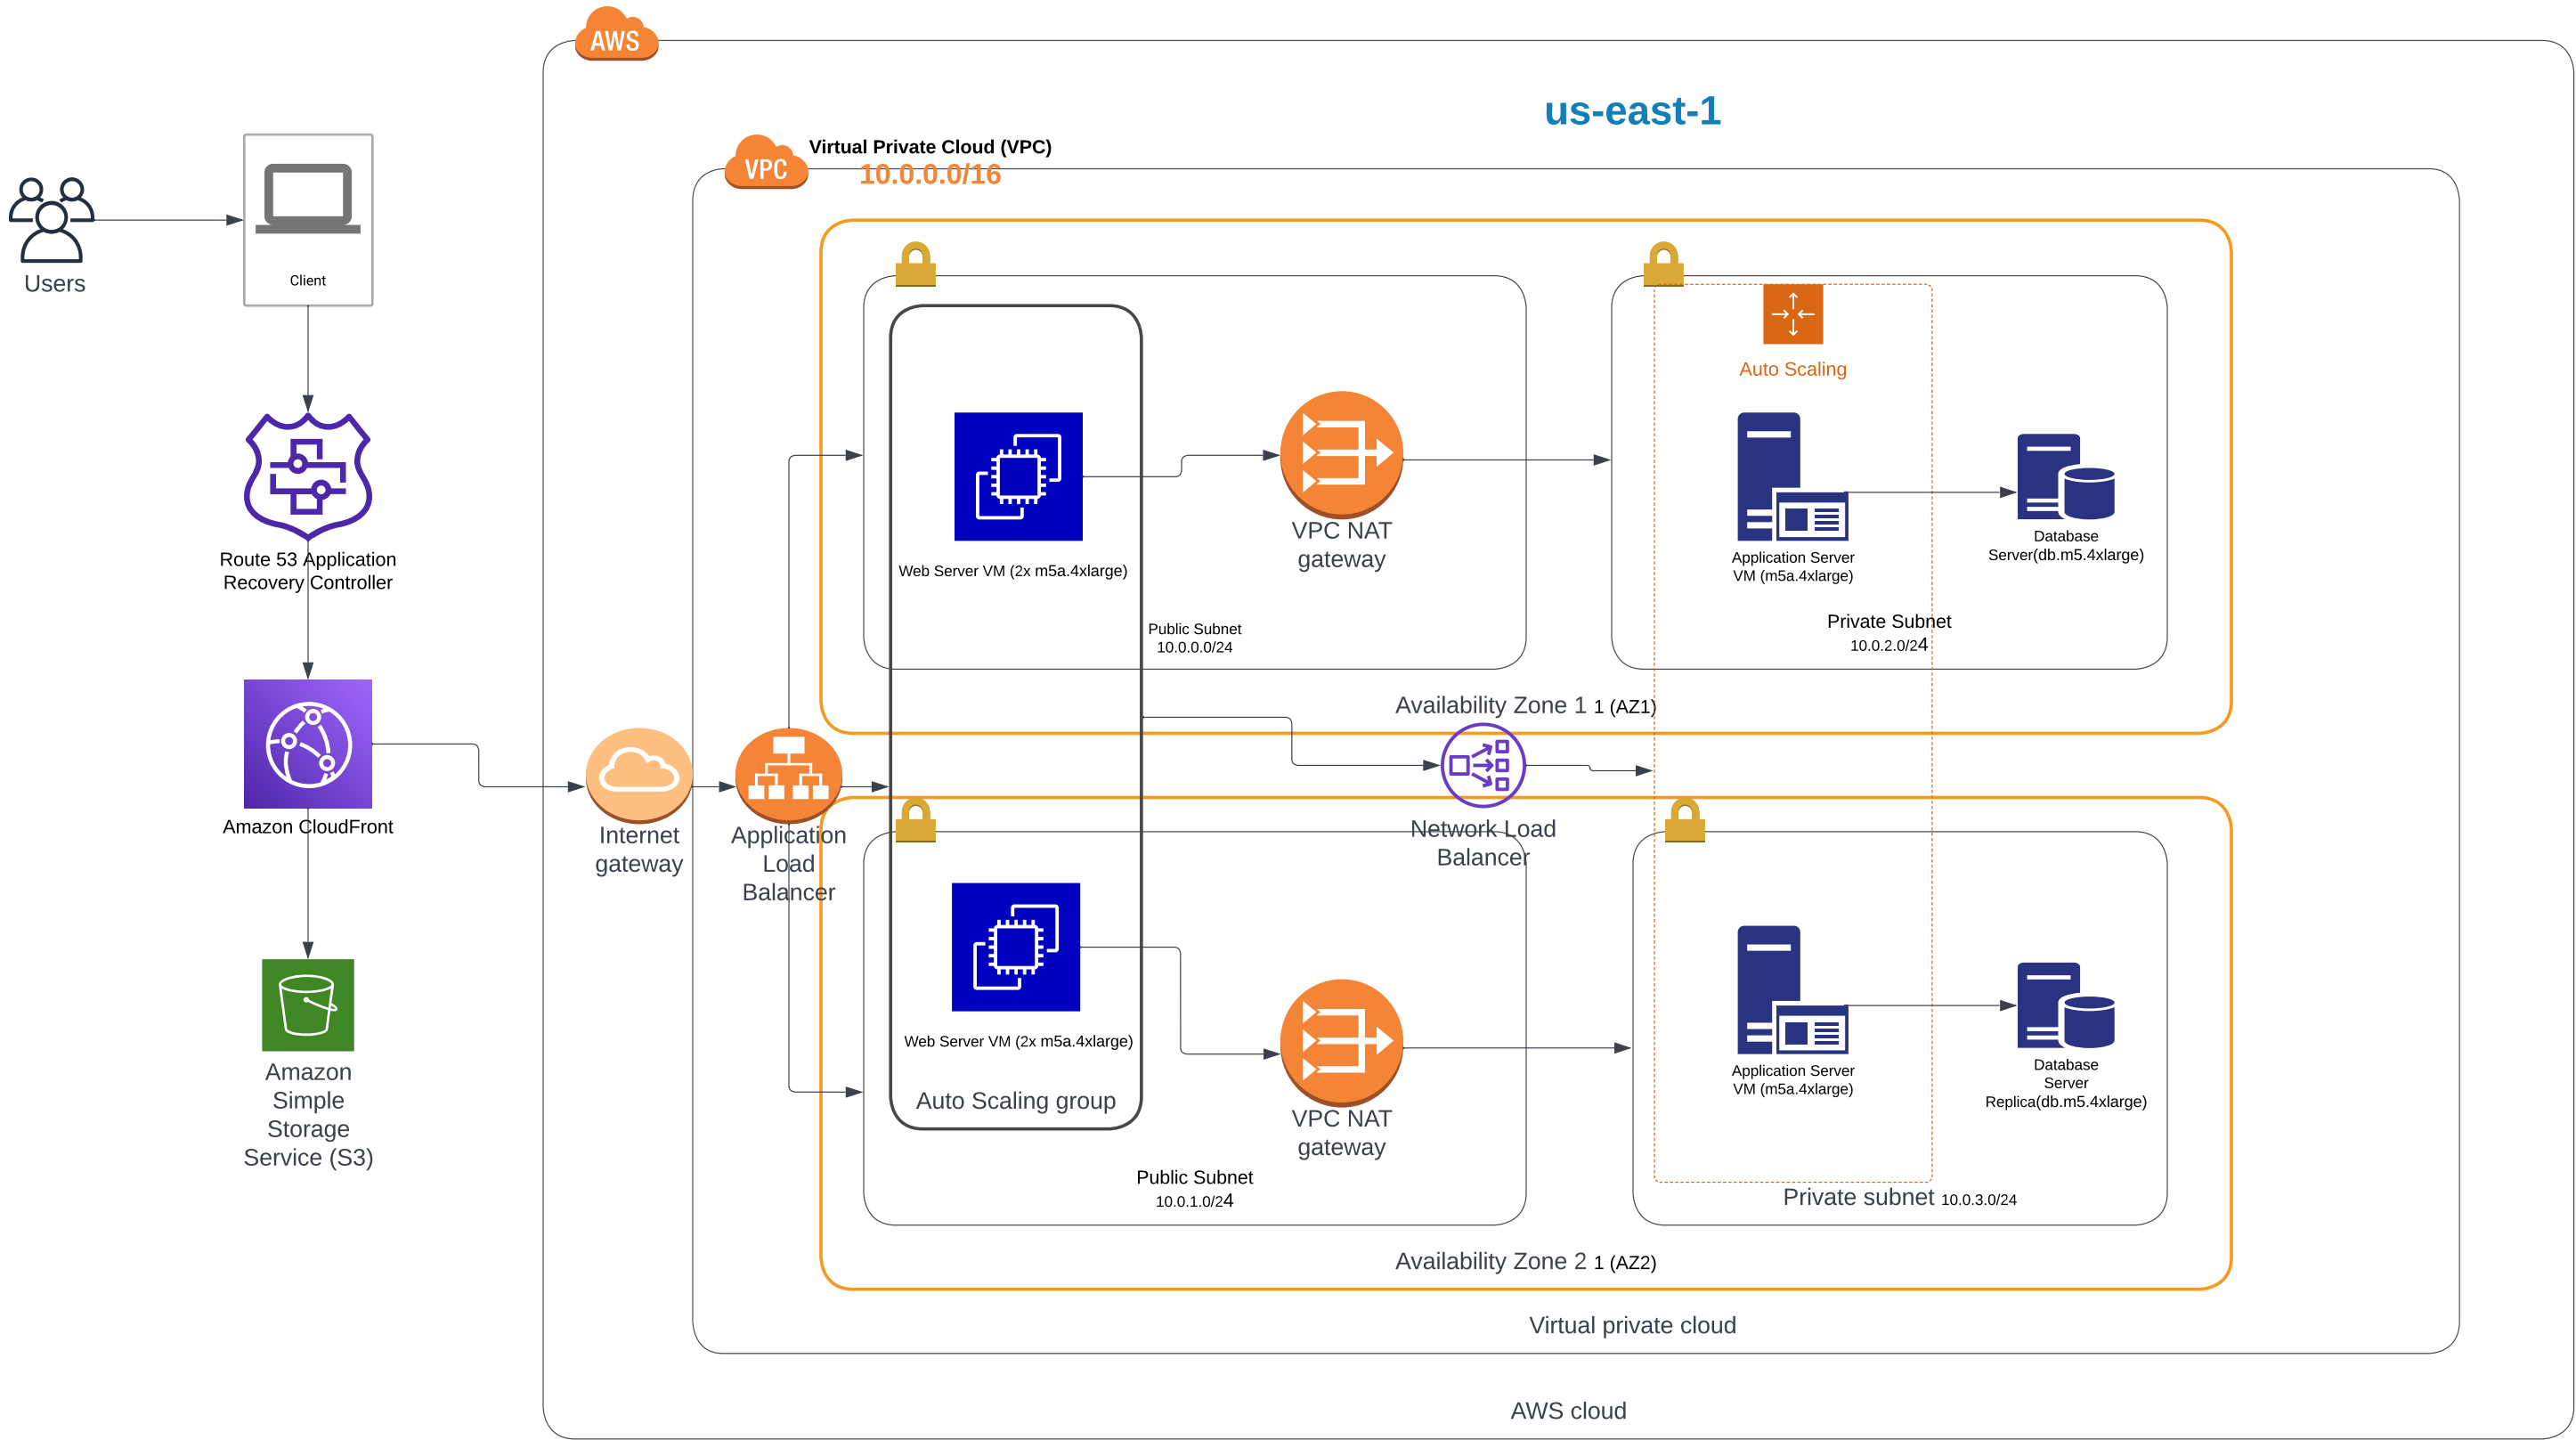 AWS
us-east-1
VPC
Virtual Private Cloud (VPC)
10.0.0.0/16
Users
Client
Auto Scaling
Route 53 Application
Recovery Controller
VPC NAT
gateway
Web Server VM (2x m5a.4xlarge)
Application Server
VM (m5a.4xlarge)
Database
Server(db.m5.4xlarge)
Public Subnet
10.0.0.0/24
Private Subnet
10.0.2.0/24
Availability Zone 1 1 (AZ1)
Amazon CloudFront
Internet
gateway
Application
Load
Balancer
Network Load
Balancer
Web Server VM (2x m5a.4xlarge)
Auto Scaling group
VPC NAT
gateway
Application Server
VM (m5a.4xlarge)
Database
Server
Replica(db.m5.4xlarge)
Amazon
Simple
Storage
Service (S3)
Public Subnet
10.0.1.0/24
Private subnet 10.0.3.0/24
Availability Zone 2 1 (AZ2)
Virtual private cloud
AWS cloud